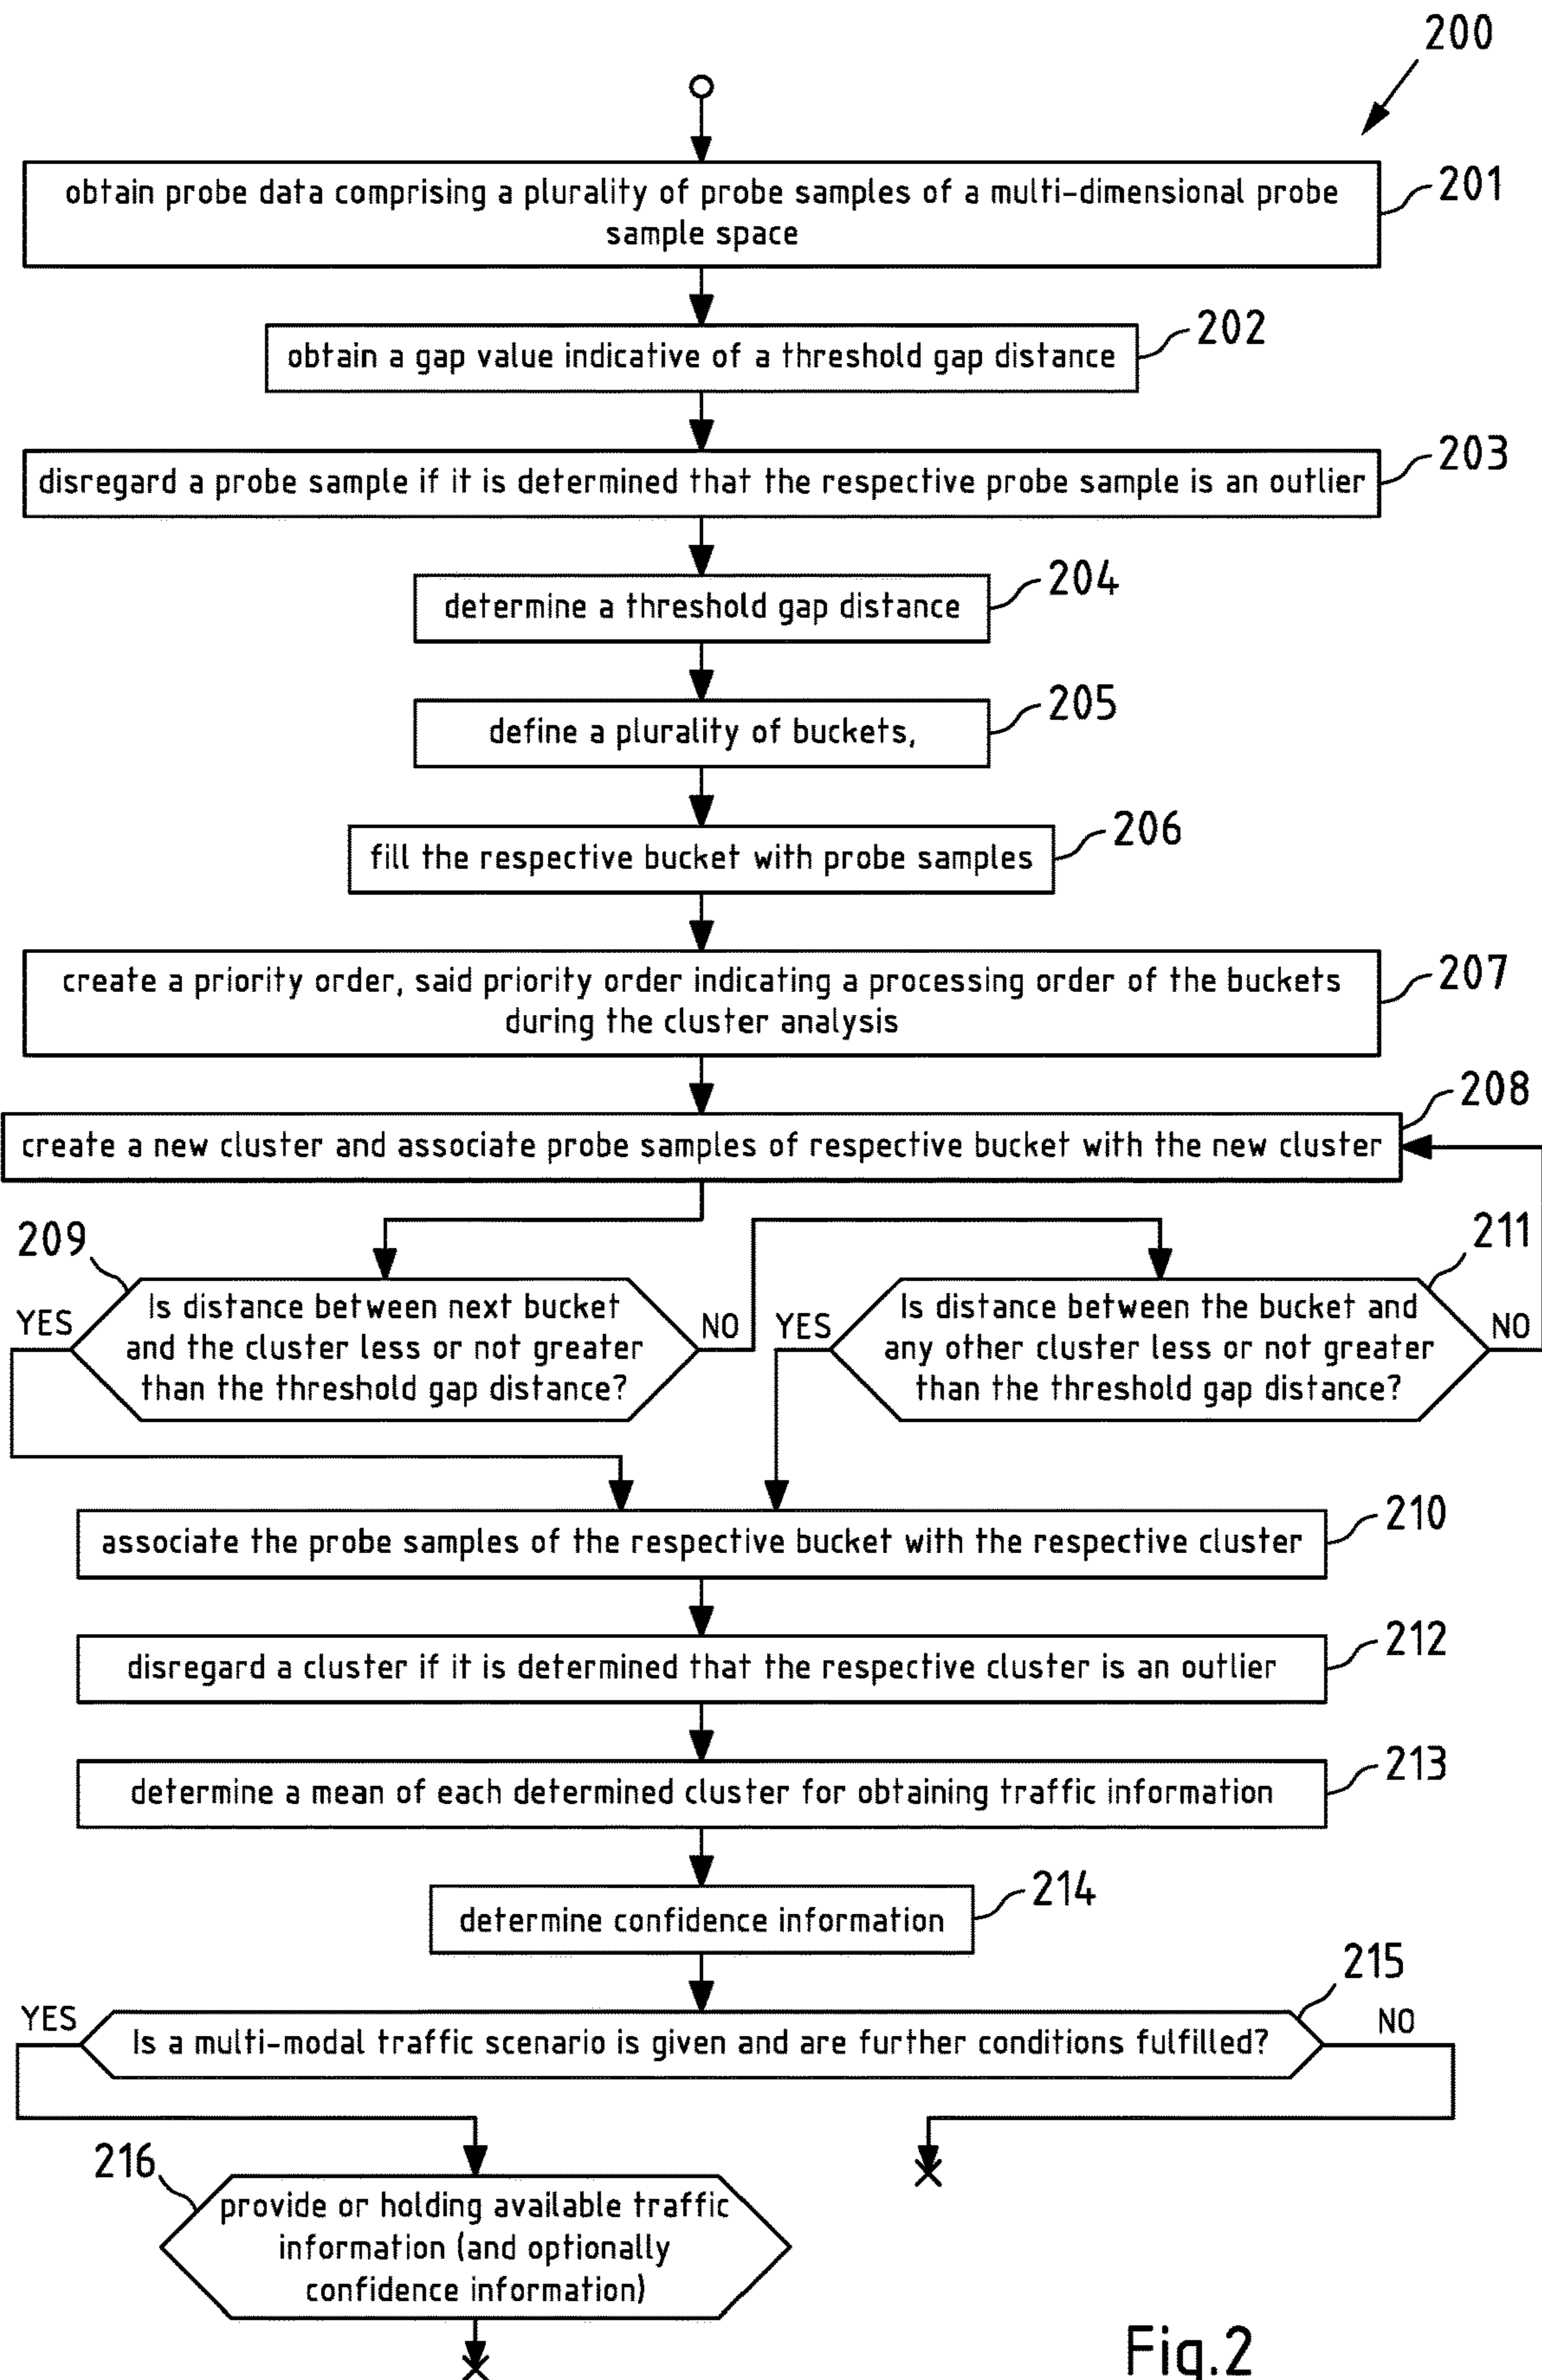 200
obtain probe data comprising a plurality of probe samples of a multi-dimensional probe
sample space
201
obtain a gap value indicative of a threshold gap distance
202
disregard a probe sample if it is determined that the respective probe sample is an outlier
203
determine a threshold gap distance
204
define a plurality of buckets,
205
fill the respective bucket with probe samples
206
create a priority order, said priority order indicating a processing order of the buckets
during the cluster analysis
207
create a new cluster and associate probe samples of respective bucket with the new cluster
208
209
YES
Is distance between next bucket
and the cluster less or not greater
than the threshold gap distance?
NO
211
YES
Is distance between the bucket and
any other cluster less or not greater
than the threshold gap distance?
NO
associate the probe samples of the respective bucket with the respective cluster
210
disregard a cluster if it is determined that the respective cluster is an outlier
212
determine a mean of each determined cluster for obtaining traffic information
213
determine confidence information
214
215
YES
Is a multi-modal traffic scenario is given and are further conditions fulfilled?
NO
216
provide or holding available traffic
information (and optionally
confidence information)
Fig.2